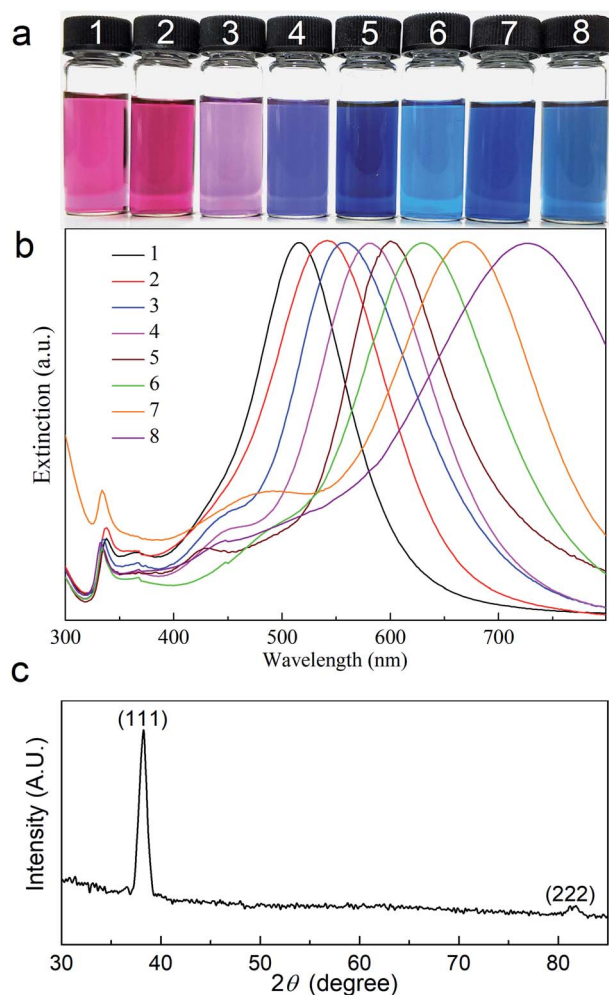 a
1 2 3 4 5 6 7 8
b
1
2
3
4
5
6
7
8
Extinction (a.u.)
300 400 500 600 700
Wavelength (nm)
c
(111)
(222)
Intensity (A.U.)
30 40 50 60 70 80
2θ (degree)